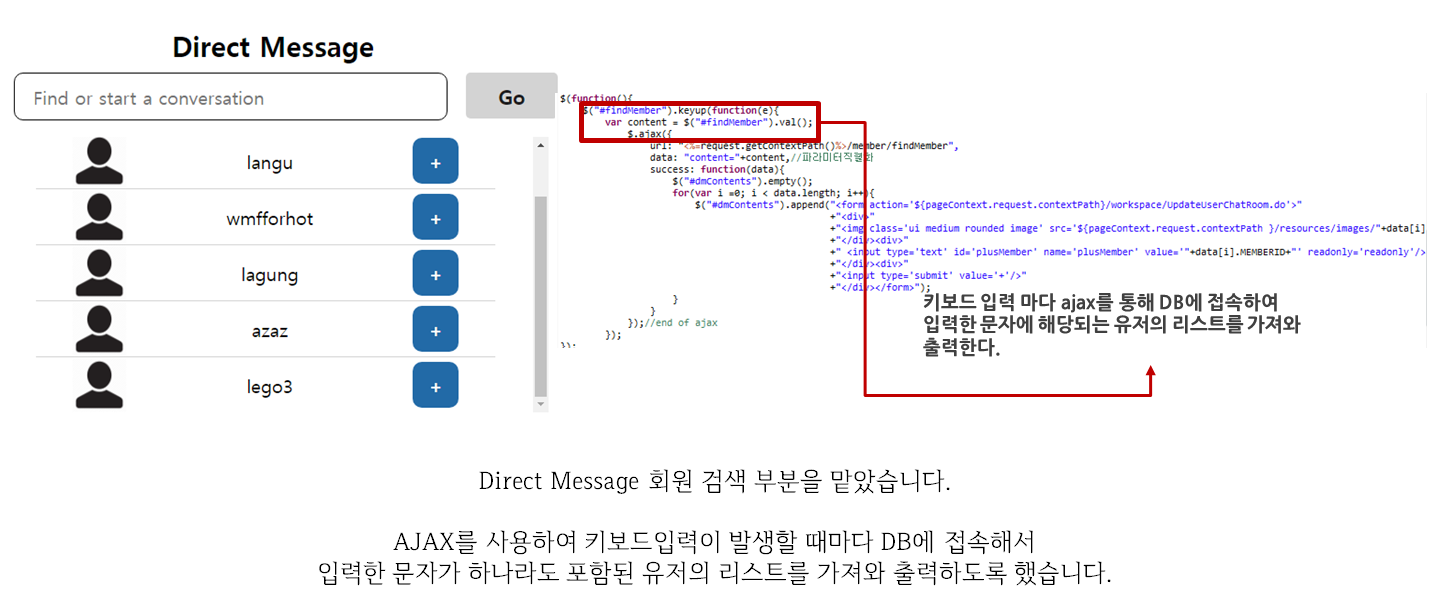 Direct Message
Find or start a conversation
Go
langu
+
wmfforhot
+
lagung
+
azaz
+
lego3
+
$(function(){
$("#findMember").keyup(function(e){
var content = $("#findMember").val();
$.ajax({
url: "<%=request.getContextPath()%>/member/findMember",
data: "content="+content,//파라미터직렬화
success: function(data){
$("#dmContents").empty();
for(var i =0; i < data.length; i++){
$("#dmContents").append("<form action='${pageContext.request.contextPath}/workspace/UpdateUserChatRoom.do'>"
+"<div>"
+"<img class='ui medium rounded image' src='${pageContext.request.contextPath }/resources/images/"+data[i]
+"</div><div>"
+" <input type='text' id='plusMember' name='plusMember' value='"+data[i].MEMBERID+"' readonly='readonly'/>
+"</div><div>"
+"<input type='submit' value='+'/>"
+"</div></form>");
}
}
});//end of ajax
});
});
키보드 입력 마다 ajax를 통해 DB에 접속하여
입력한 문자에 해당되는 유저의 리스트를 가져와
출력한다.
Direct Message 회원 검색 부분을 맡았습니다.
AJAX를 사용하여 키보드입력이 발생할 때마다 DB에 접속해서
입력한 문자가 하나라도 포함된 유저의 리스트를 가져와 출력하도록 했습니다.